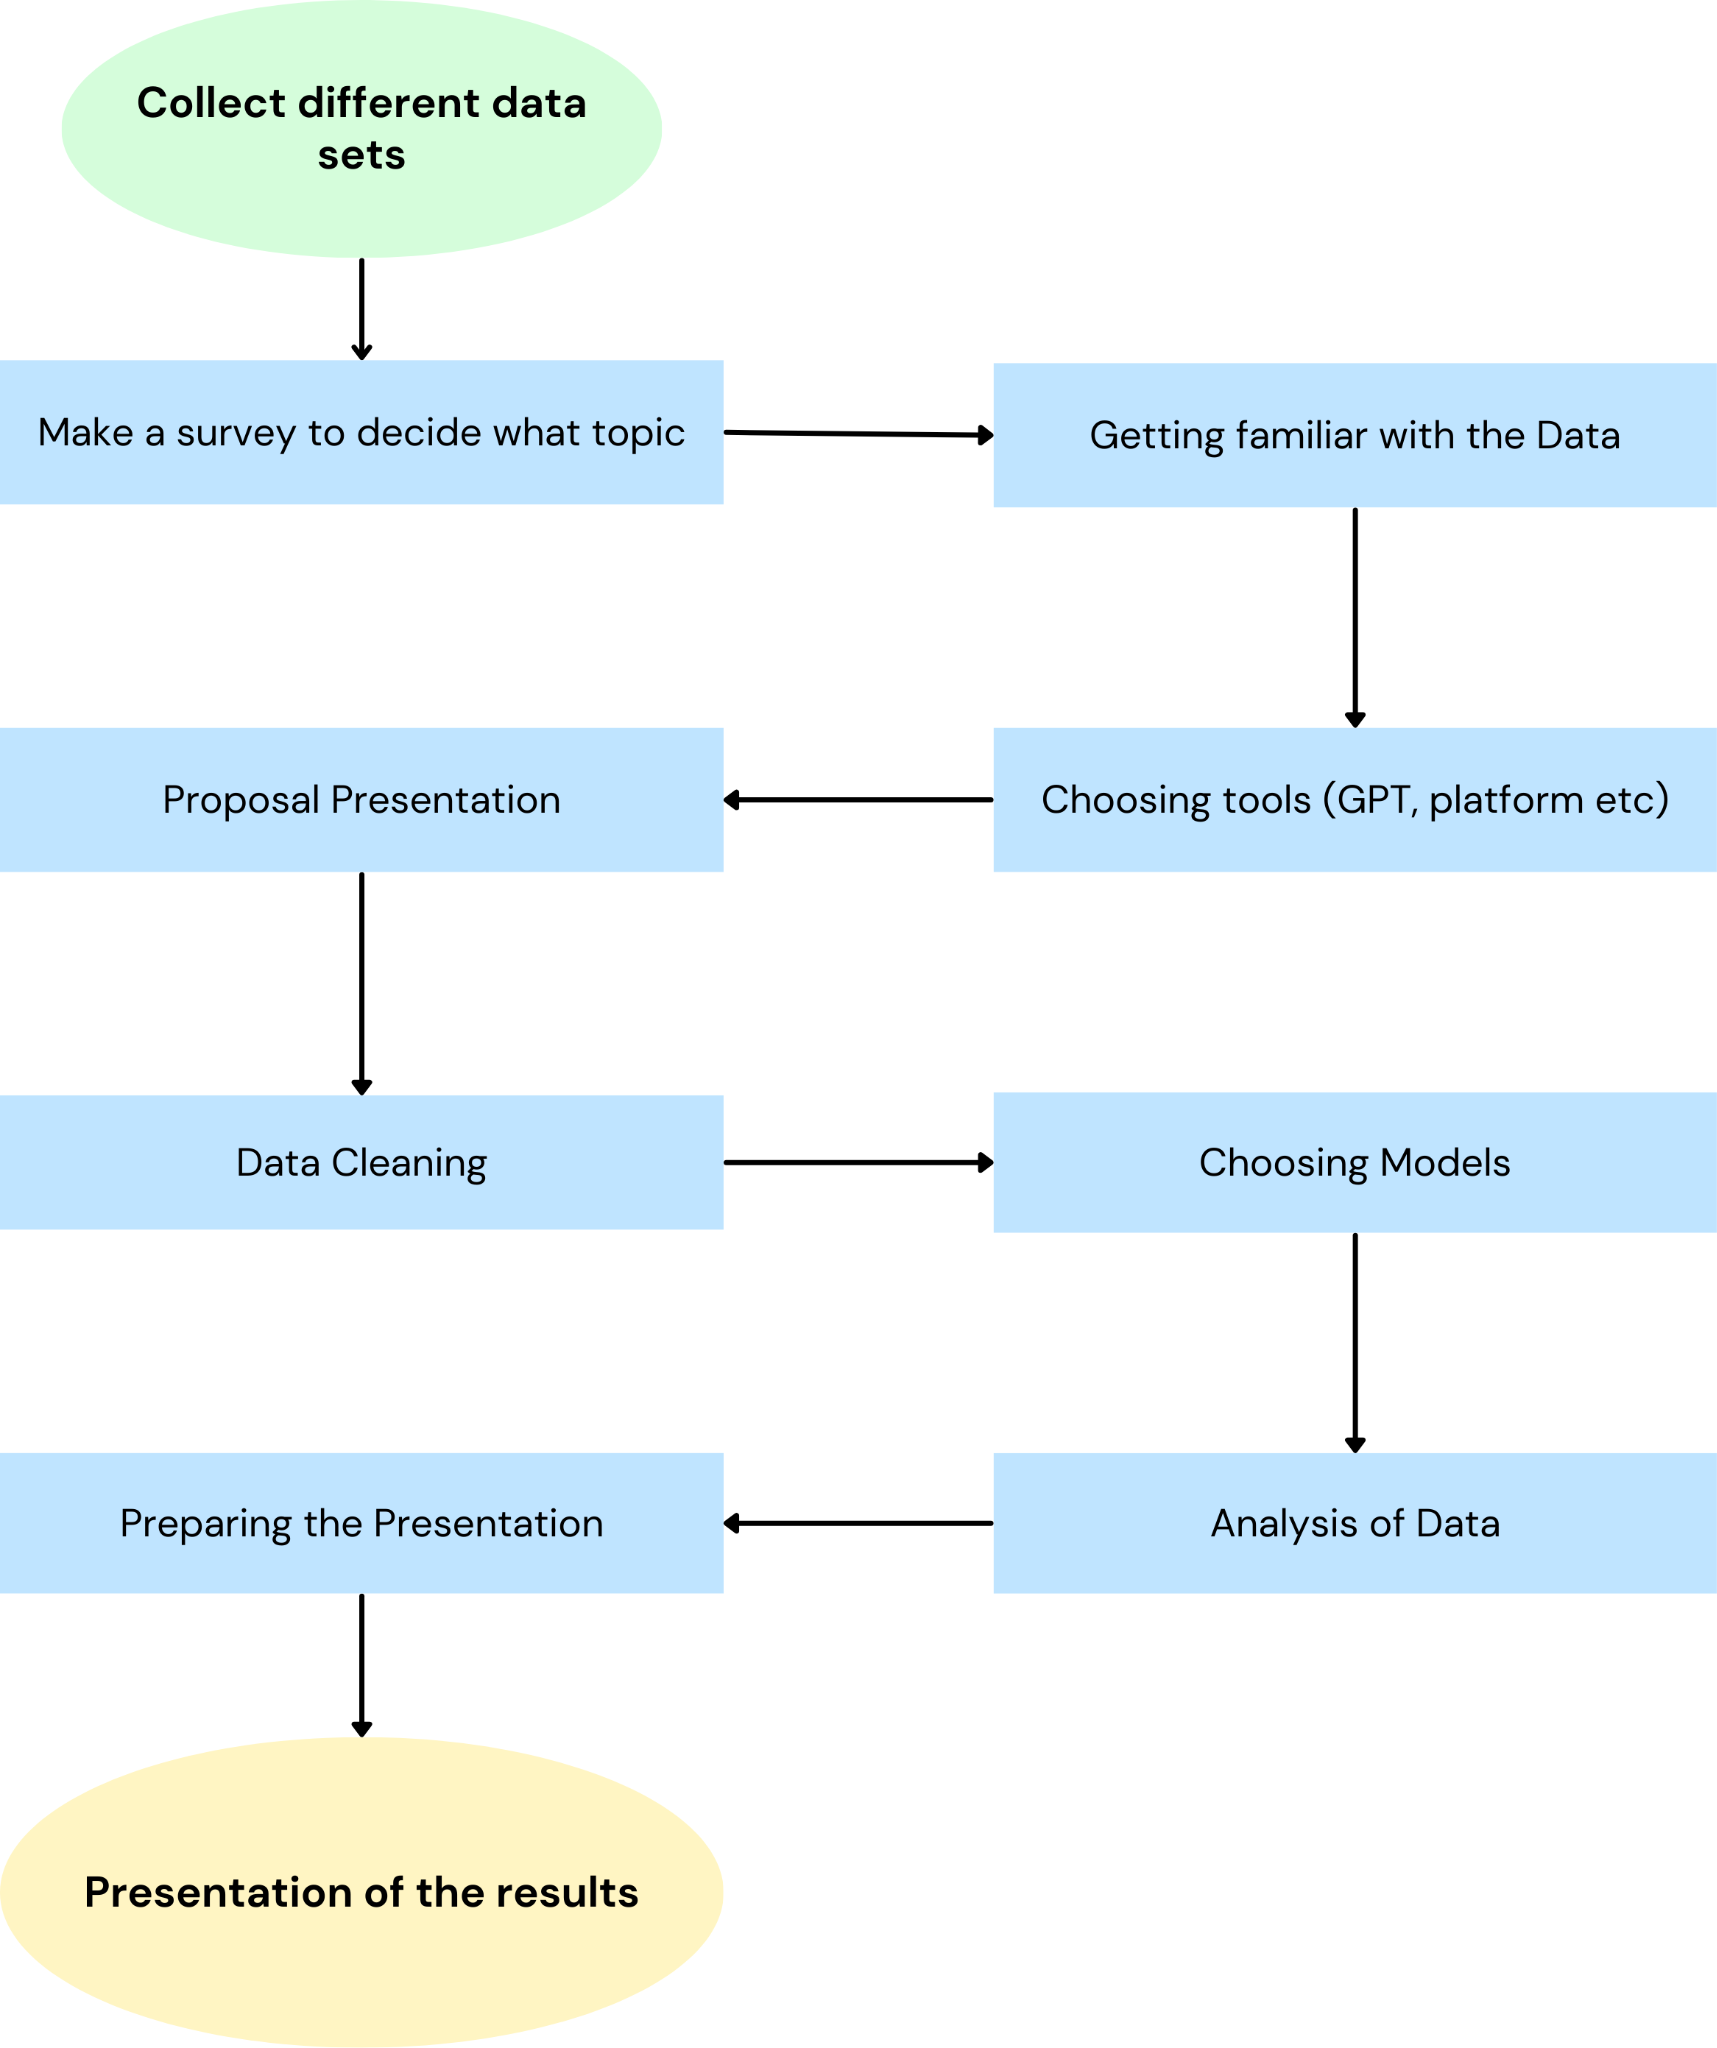 Collect different data
sets
Make a survey to decide what topic
Getting familiar with the Data
Choosing tools (GPT, platform etc)
Proposal Presentation
Data Cleaning
Choosing Models
Analysis of Data
Preparing the Presentation
Presentation of the results